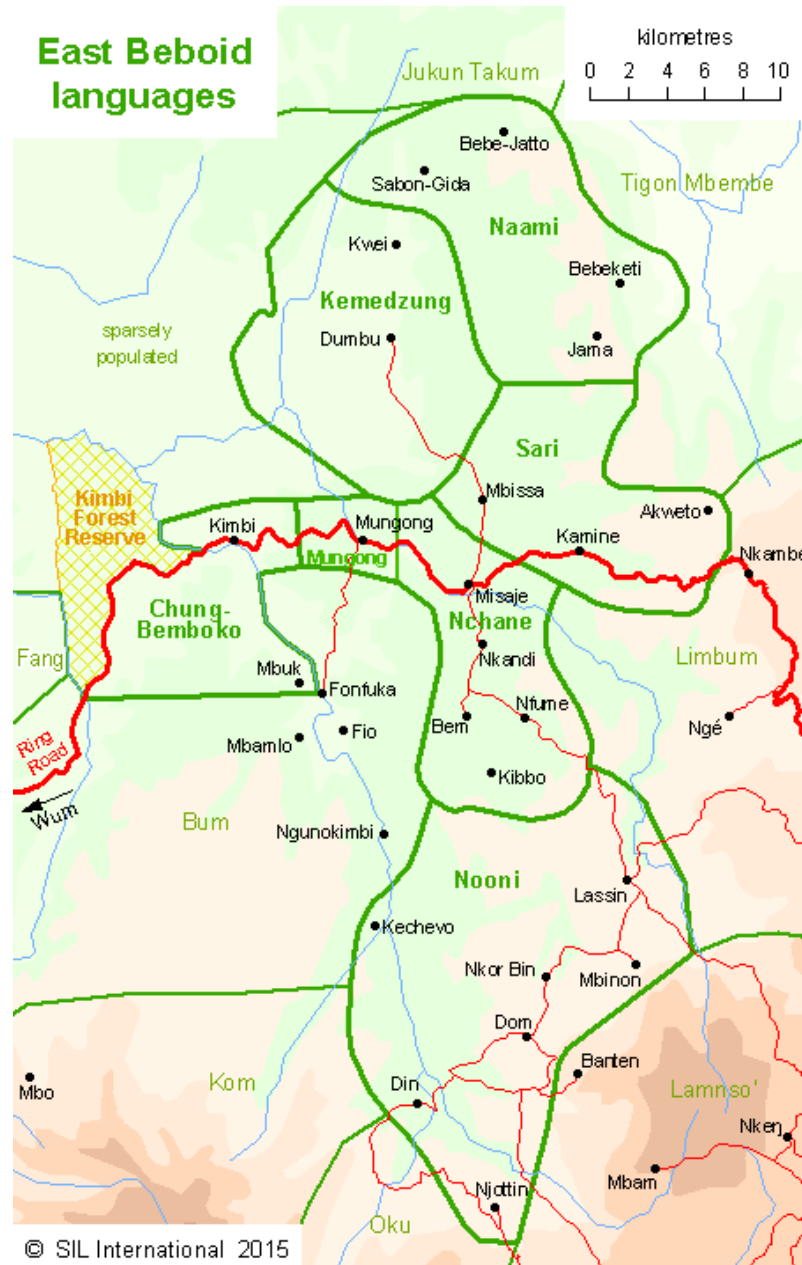 East Beboid
languages
kilometres
0 2 4 6 8 10
Jukun Takum
Bebe-Jatto
Sabon-Gida
Tigon Mbembe
Naami
Kwei
Bebeketi
Kemedzung
sparsely
populated
Dumbu
Jama
Sari
Mbissa
Kimbi
Forest
Reserve
Akweto
Kimbi
Mungong
Kamine
Mungong
Nkambe
Misaje
Chung-
Bemboko
Nchane
Fang
Nkandi
Limbum
Mbuk
Fonfuka
Bem
Nfume
Ngé
Fio
Mbamlo
Ring
Road
Kibbo
Wum
Bum
Ngunokimbi
Nooni
Lassin
Kechevo
Nkor Bin
Mbinon
Dom
Banten
Mbo
Kom
Din
Lamnso'
Nkeŋ
Mbam
Njottin
Oku
© SIL International 2015